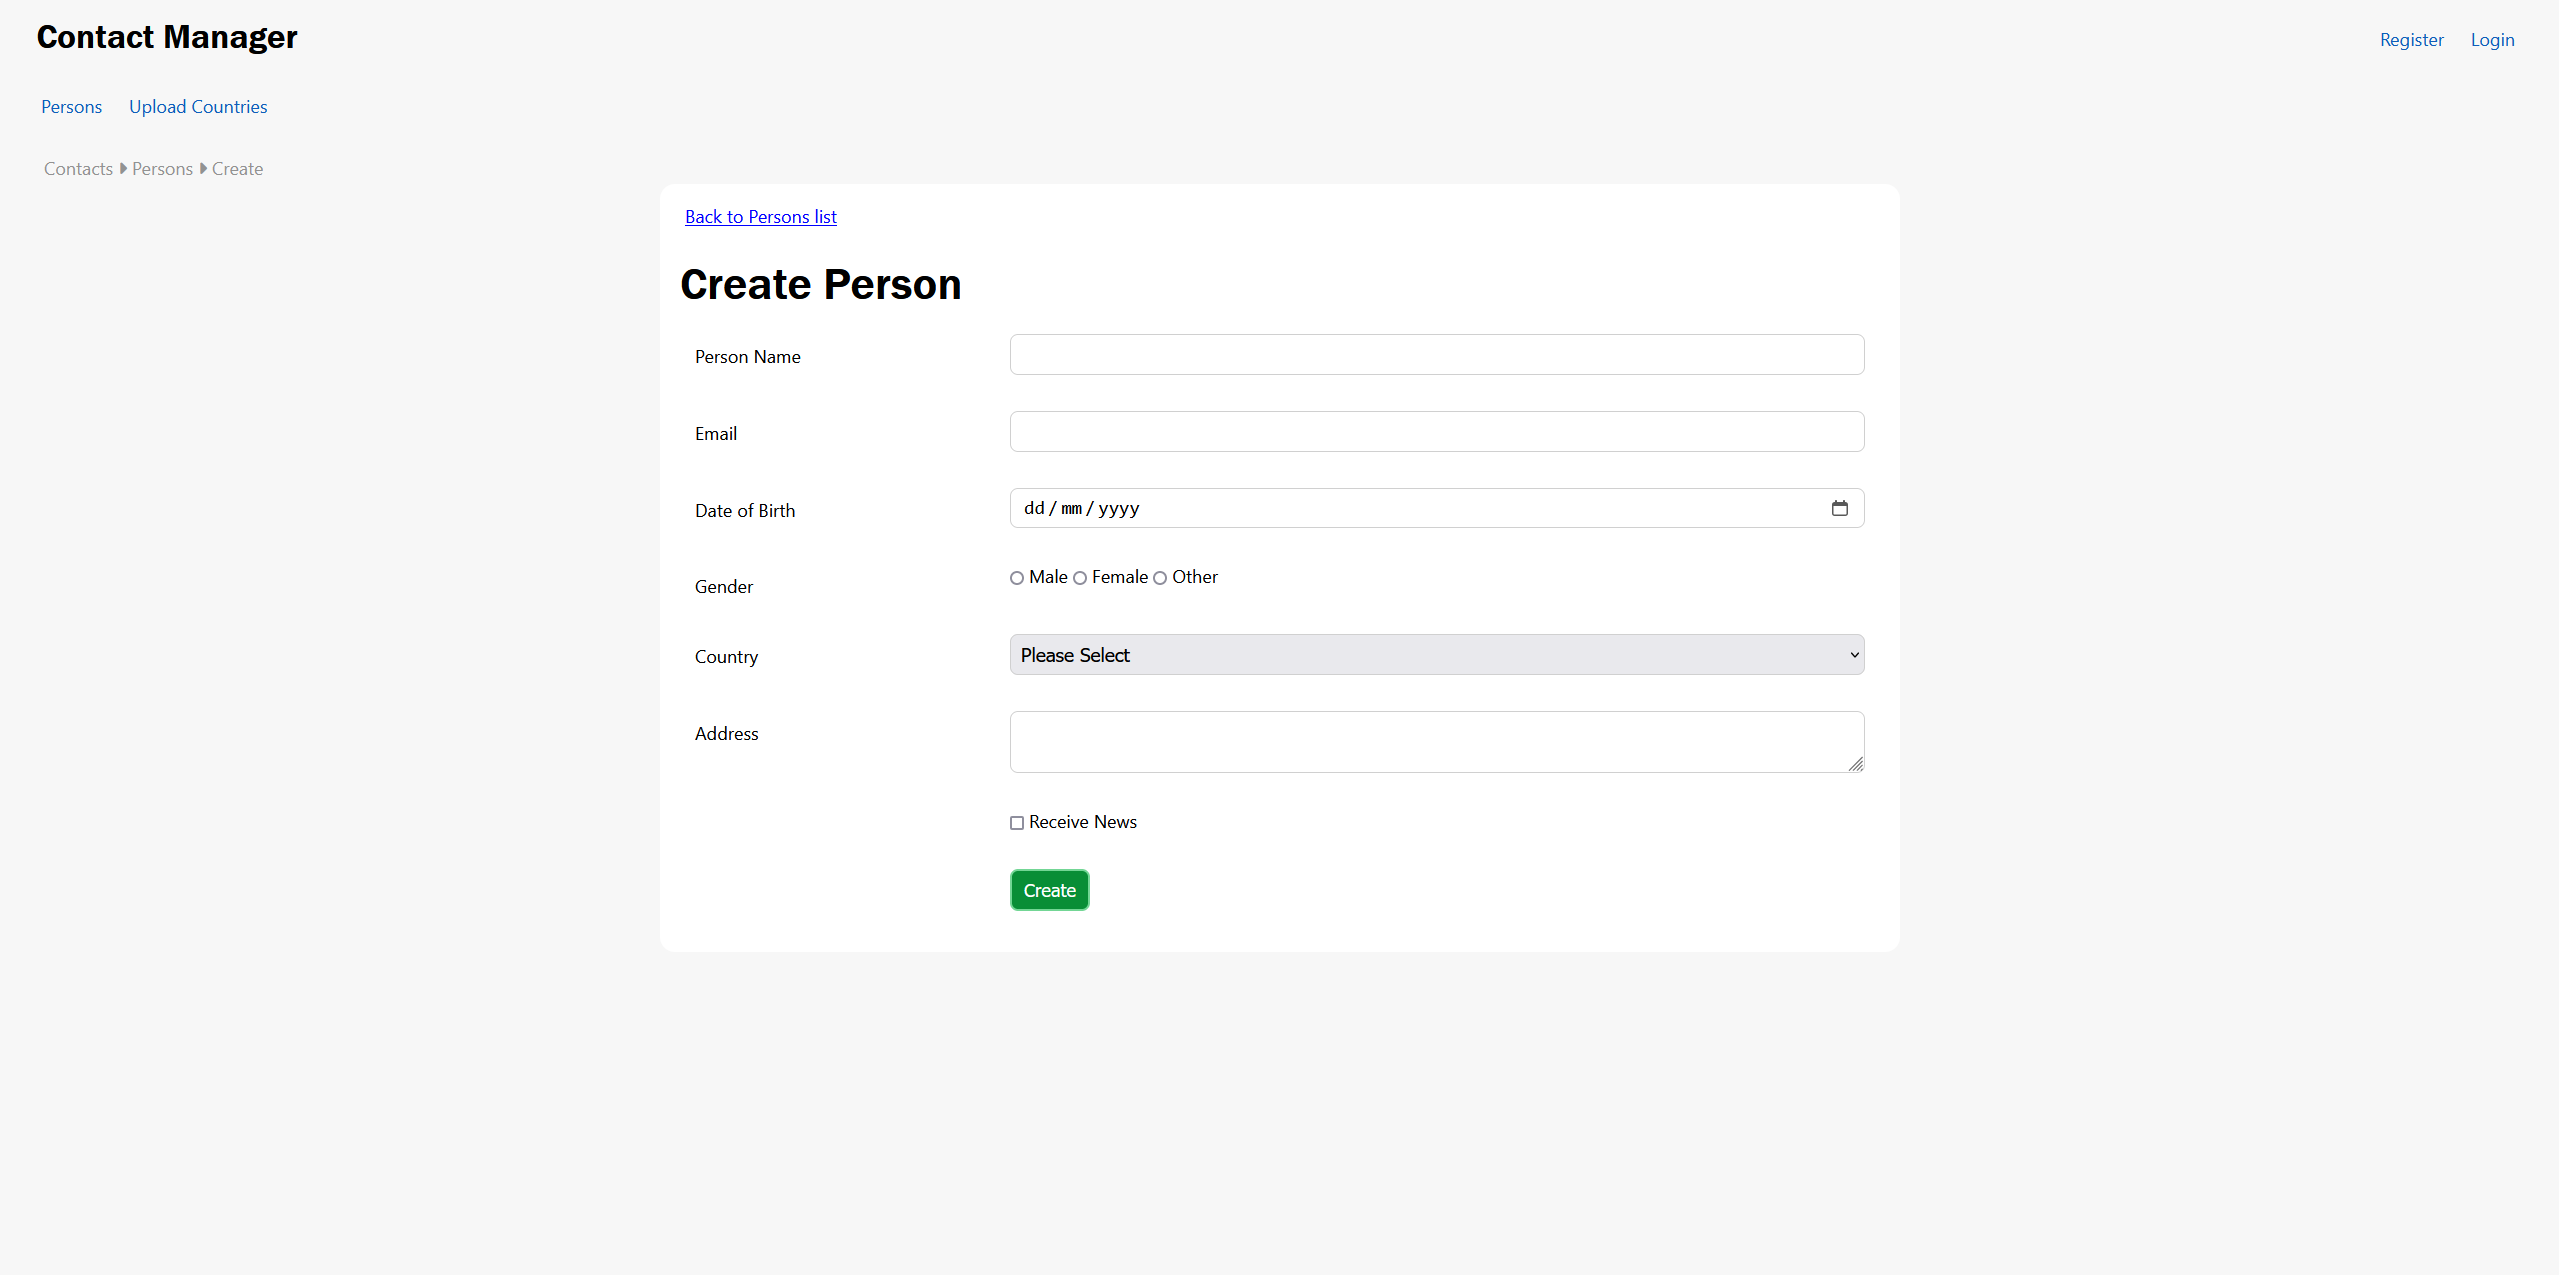 Contact Manager
Register Login
Persons Upload Countries
Contacts Persons Create
Back to Persons list
Create Person
Person Name
Email
Date of Birth dd / mm / yyyy
Gender Male Female Other
Country Please Select
Address
Receive News
Create